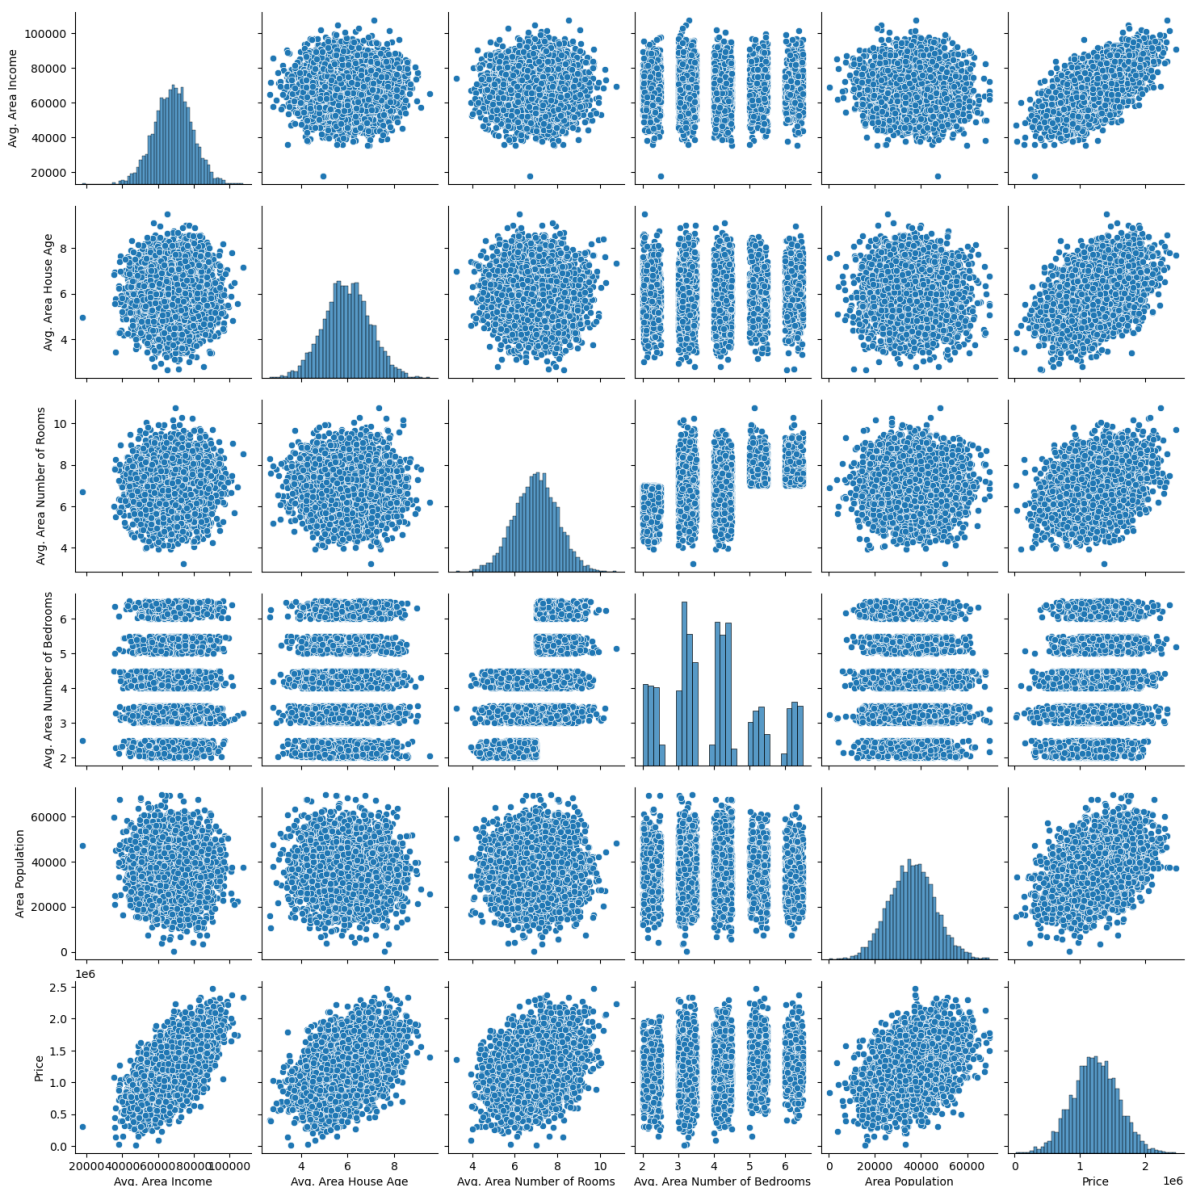 100000
80000
60000
40000
20000
Avg. Area Income
8
6
4
Avg. Area House Age
10
8
6
4
Avg. Area Number of Rooms
6
5
4
3
2
Avg. Area Number of Bedrooms
60000
40000
20000
0
Area Population
1e6
2.5
2.0
1.5
1.0
0.5
0.0
Price
20000 40000 60000 80000 100000
4 6 8
4 6 8 10
2 3 4 5 6
0 20000 40000 60000
0 1 2
1e6
Avg. Area Income
Avg. Area House Age
Avg. Area Number of Rooms
Avg. Area Number of Bedrooms
Area Population
Price